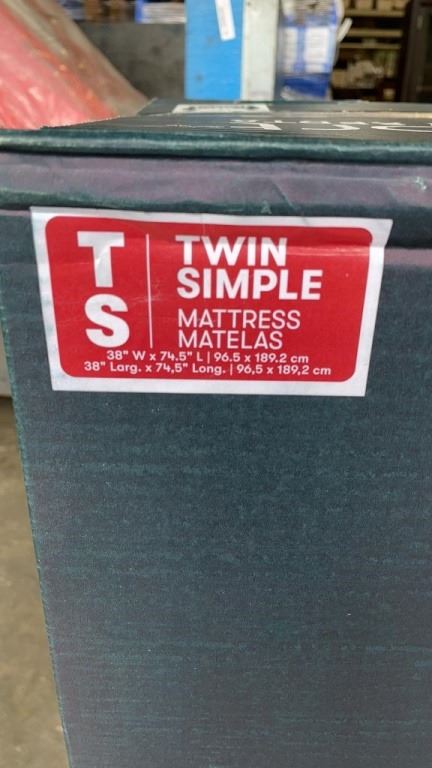 T
S
TWIN
SIMPLE
MATTRESS
MATELAS
38" W x 74.5" L | 96.5 x 189.2 cm
38" Larg. x 74,5" Long. | 96,5 x 189,2 cm